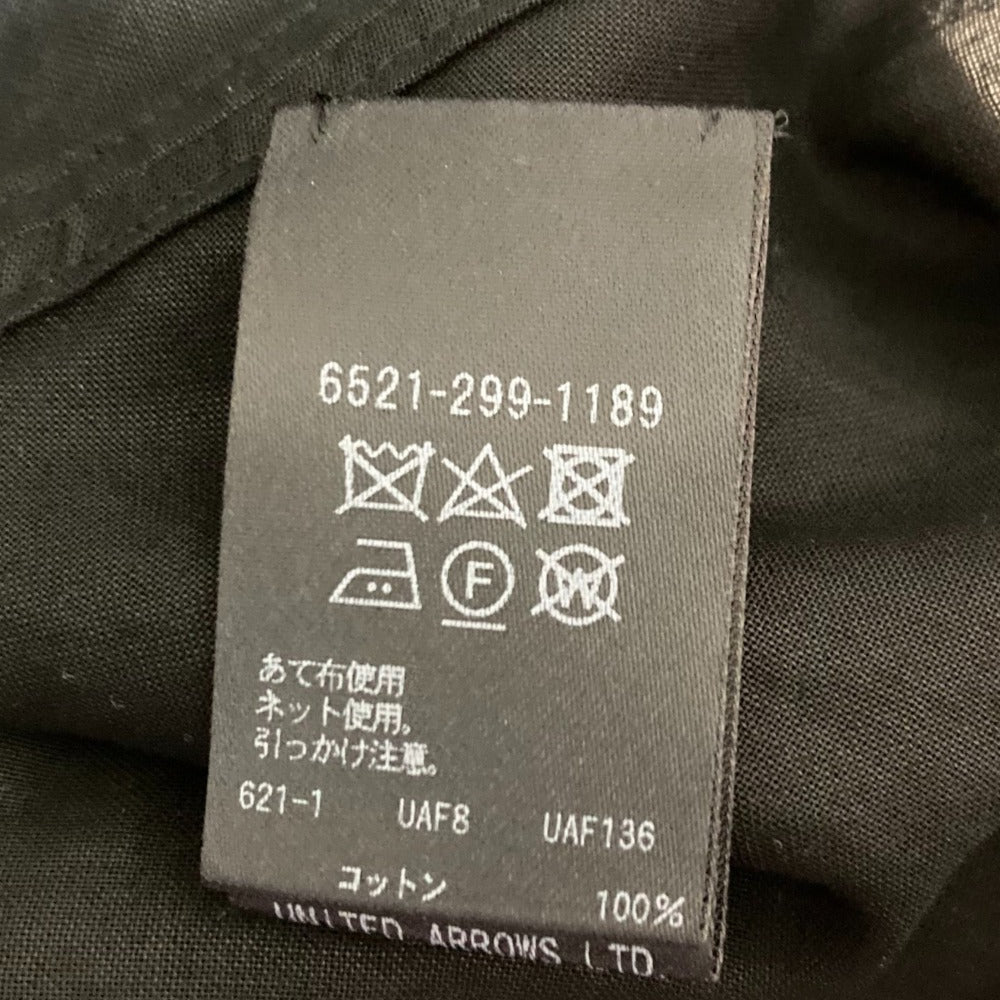 6521-299-1189
F
W
あて布使用
ネット使用。
引っかけ注意。
621-1 UAF8 UAF136
コットン 100%
UNITED ARROWS LTD.